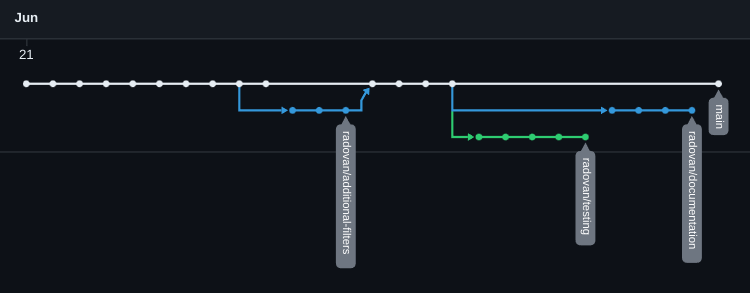 Jun
21
main
radovan/additional-filters
radovan/documentation
radovan/testing